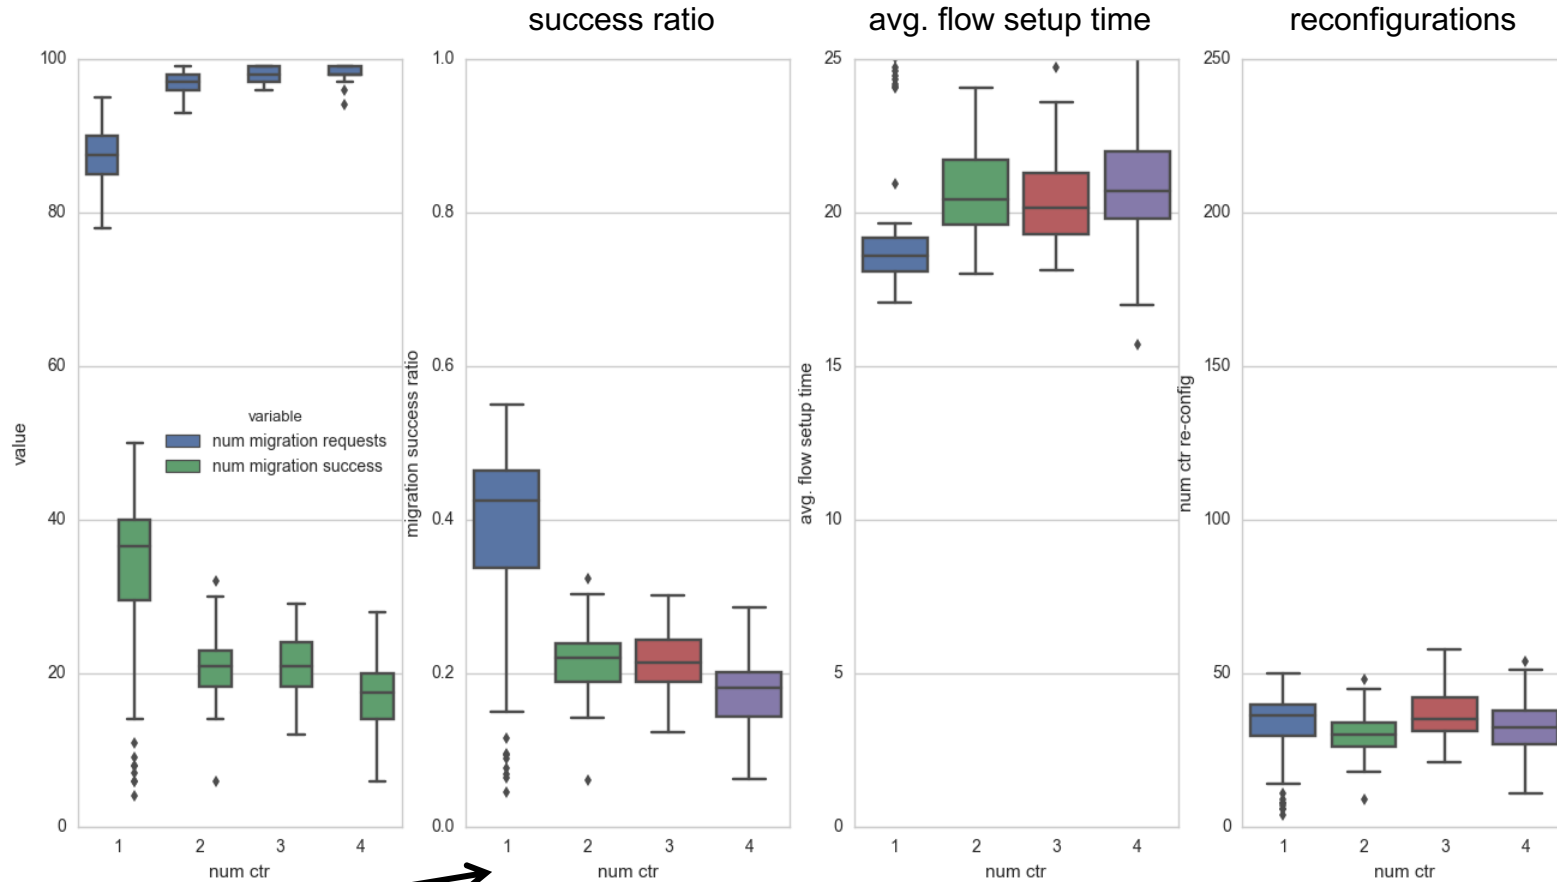 success ratio
avg. flow setup time
reconfigurations
100
80
60
40
20
0
value
variable
num migration requests
num migration success
1 2 3 4
num ctr
1.0
0.8
0.6
0.4
0.2
0.0
migration success ratio
1 2 3 4
num ctr
25
20
15
10
5
0
avg. flow setup time
1 2 3 4
num ctr
250
200
150
100
50
0
num ctr re-config
1 2 3 4
num ctr